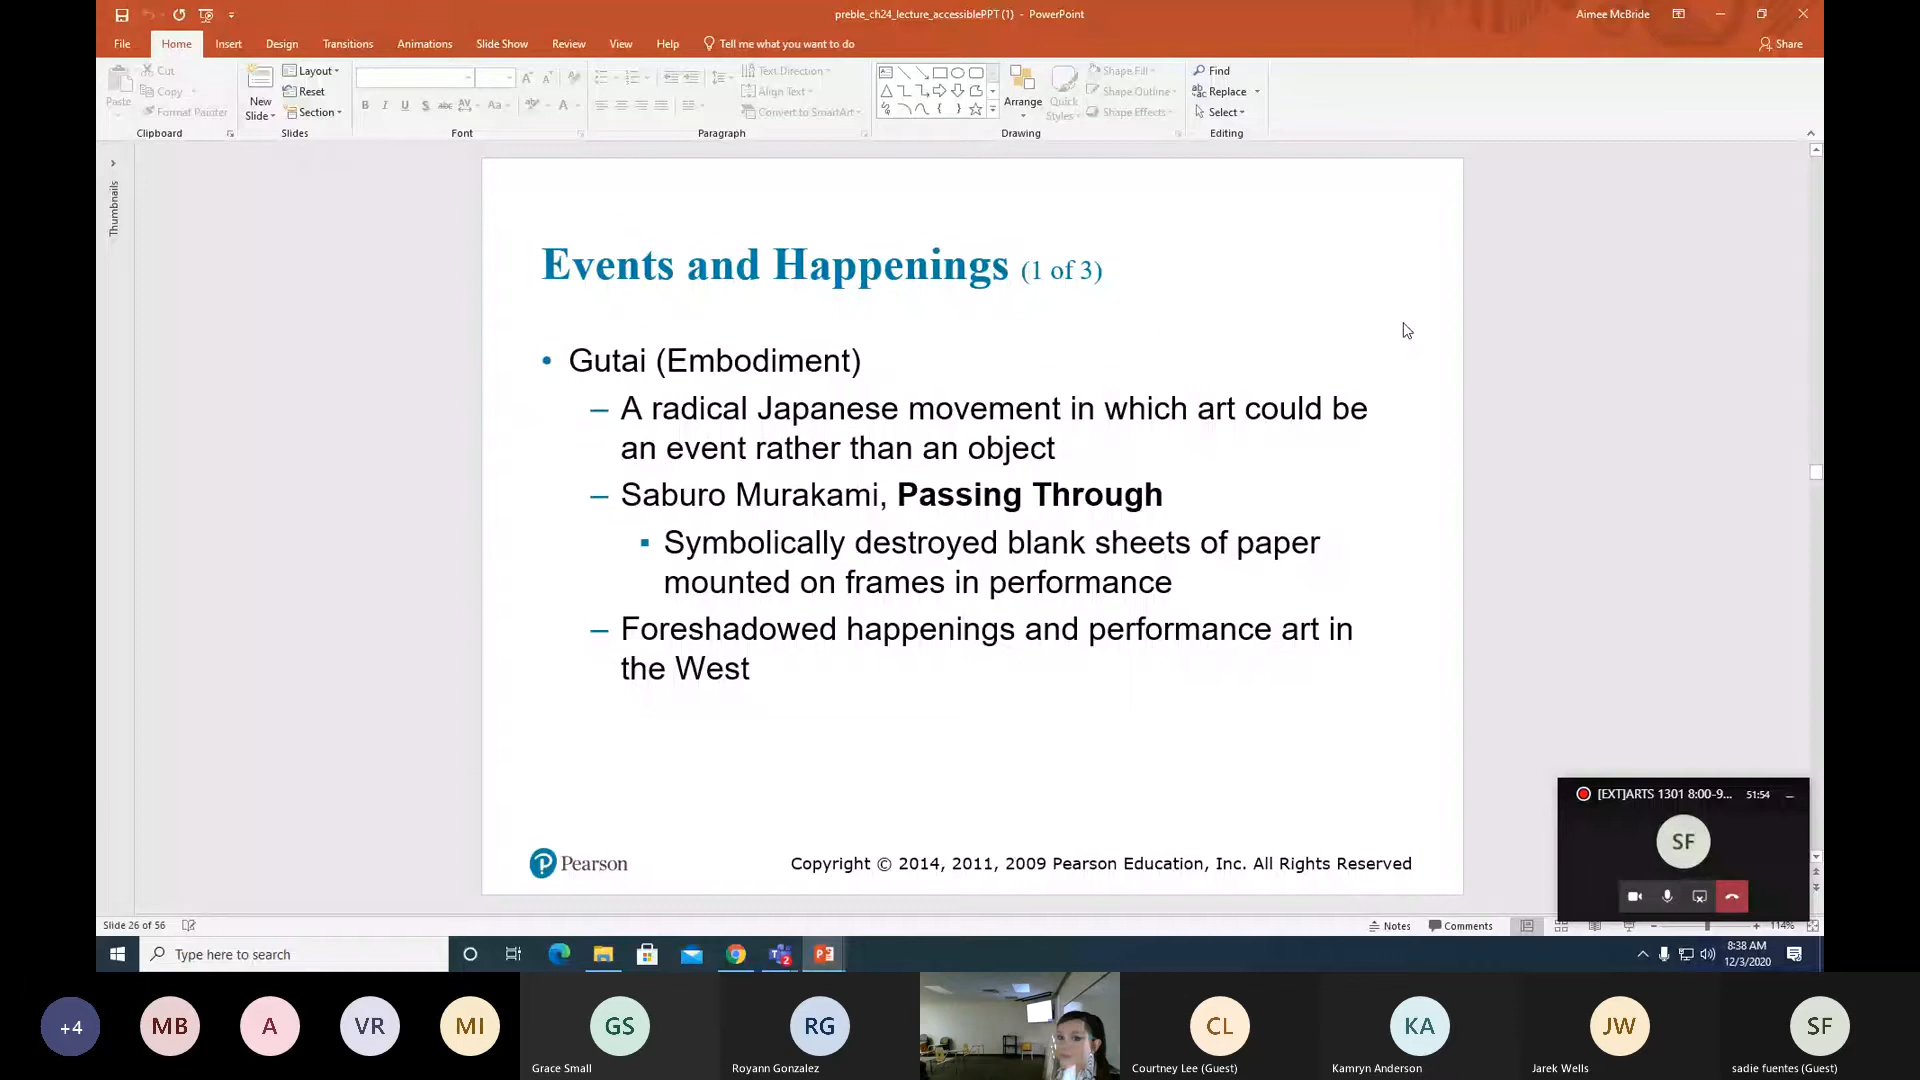 preble_ch24_lecture_accessiblePPT (1) - PowerPoint
Aimee McBride
File Home Insert Design Transitions Animations Slide Show Review View Help Tell me what you want to do
Share
Paste
Cut
Copy
Format Painter
Clipboard
New
Slide
Layout
Reset
Section
Slides
B I U S abc AV Aa A
Font
Text Direction
Align Text
Convert to SmartArt
Paragraph
Arrange
Quick
Styles
Shape Fill
Shape Outline
Shape Effects
Drawing
Find
Replace
Select
Editing
Thumbnails
Events and Happenings (1 of 3)
• Gutai (Embodiment)
– A radical Japanese movement in which art could be
an event rather than an object
– Saburo Murakami, Passing Through
▪ Symbolically destroyed blank sheets of paper
mounted on frames in performance
– Foreshadowed happenings and performance art in
the West
Pearson
Copyright © 2014, 2011, 2009 Pearson Education, Inc. All Rights Reserved
[EXT]ARTS 1301 8:00-9... 51:54
SF
Slide 26 of 56
Notes
Comments
114%
Type here to search
8:38 AM
12/3/2020
+4
MB
A
VR
MI
GS
Grace Small
RG
Royann Gonzalez
CL
Courtney Lee (Guest)
KA
Kamryn Anderson
JW
Jarek Wells
SF
sadie fuentes (Guest)